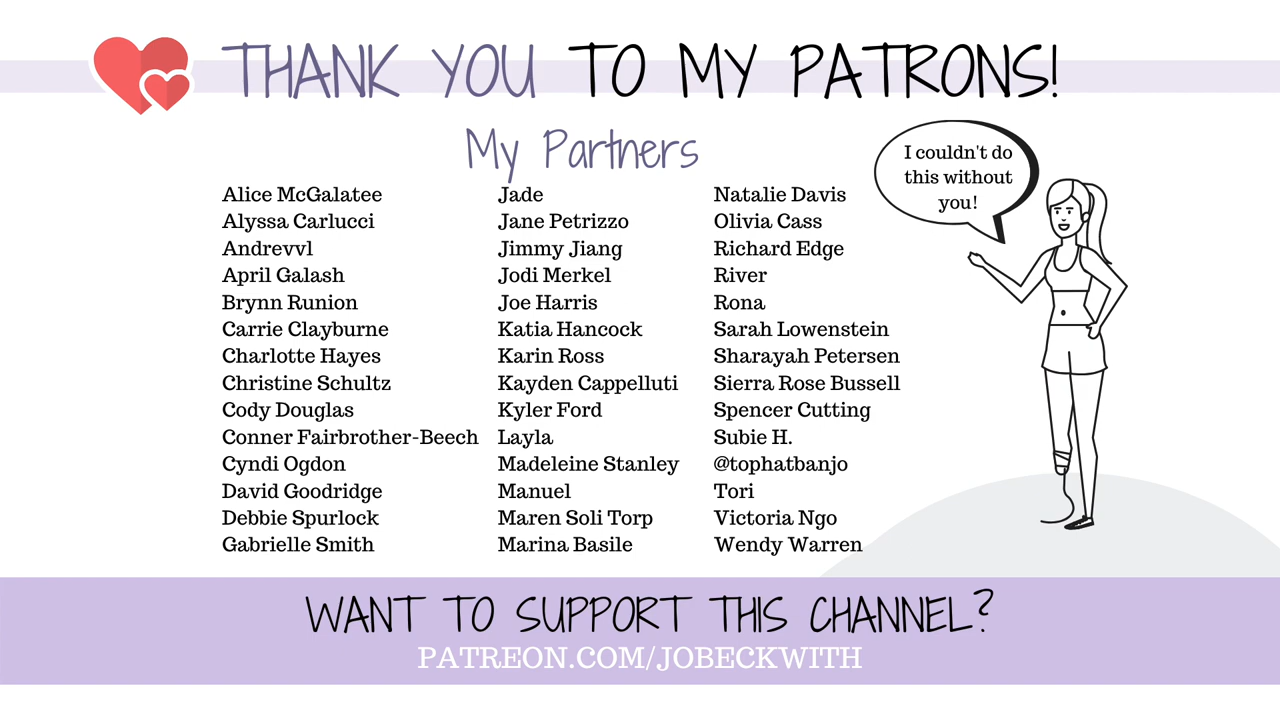 THANK YOU TO MY PATRONS!
My Partners
Alice McGalatee
Alyssa Carlucci
Andrevvl
April Galash
Brynn Runion
Carrie Clayburne
Charlotte Hayes
Christine Schultz
Cody Douglas
Conner Fairbrother-Beech
Cyndi Ogdon
David Goodridge
Debbie Spurlock
Gabrielle Smith
Jade
Jane Petrizzo
Jimmy Jiang
Jodi Merkel
Joe Harris
Katia Hancock
Karin Ross
Kayden Cappelluti
Kyler Ford
Layla
Madeleine Stanley
Manuel
Maren Soli Torp
Marina Basile
Natalie Davis
Olivia Cass
Richard Edge
River
Rona
Sarah Lowenstein
Sharayah Petersen
Sierra Rose Bussell
Spencer Cutting
Subie H.
@tophatbanjo
Tori
Victoria Ngo
Wendy Warren
I couldn't do
this without
you!
WANT TO SUPPORT THIS CHANNEL?
PATREON.COM/JOBECKWITH